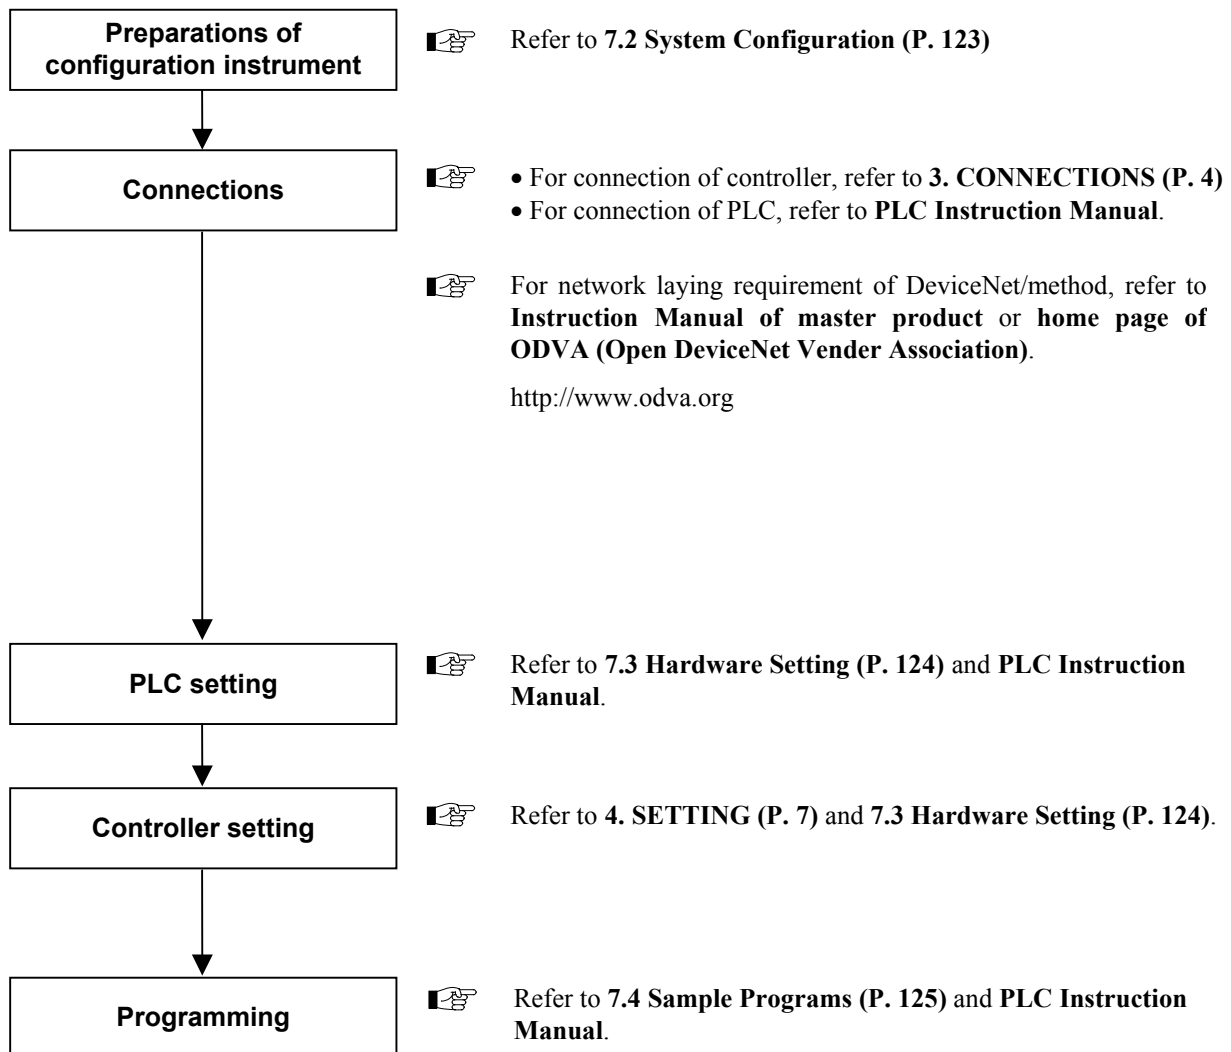 Preparations of
configuration instrument
Refer to 7.2 System Configuration (P. 123)
Connections
• For connection of controller, refer to 3. CONNECTIONS (P. 4)
• For connection of PLC, refer to PLC Instruction Manual.
For network laying requirement of DeviceNet/method, refer to
Instruction Manual of master product or home page of
ODVA (Open DeviceNet Vender Association).
http://www.odva.org
PLC setting
Refer to 7.3 Hardware Setting (P. 124) and PLC Instruction
Manual.
Controller setting
Refer to 4. SETTING (P. 7) and 7.3 Hardware Setting (P. 124).
Programming
Refer to 7.4 Sample Programs (P. 125) and PLC Instruction
Manual.